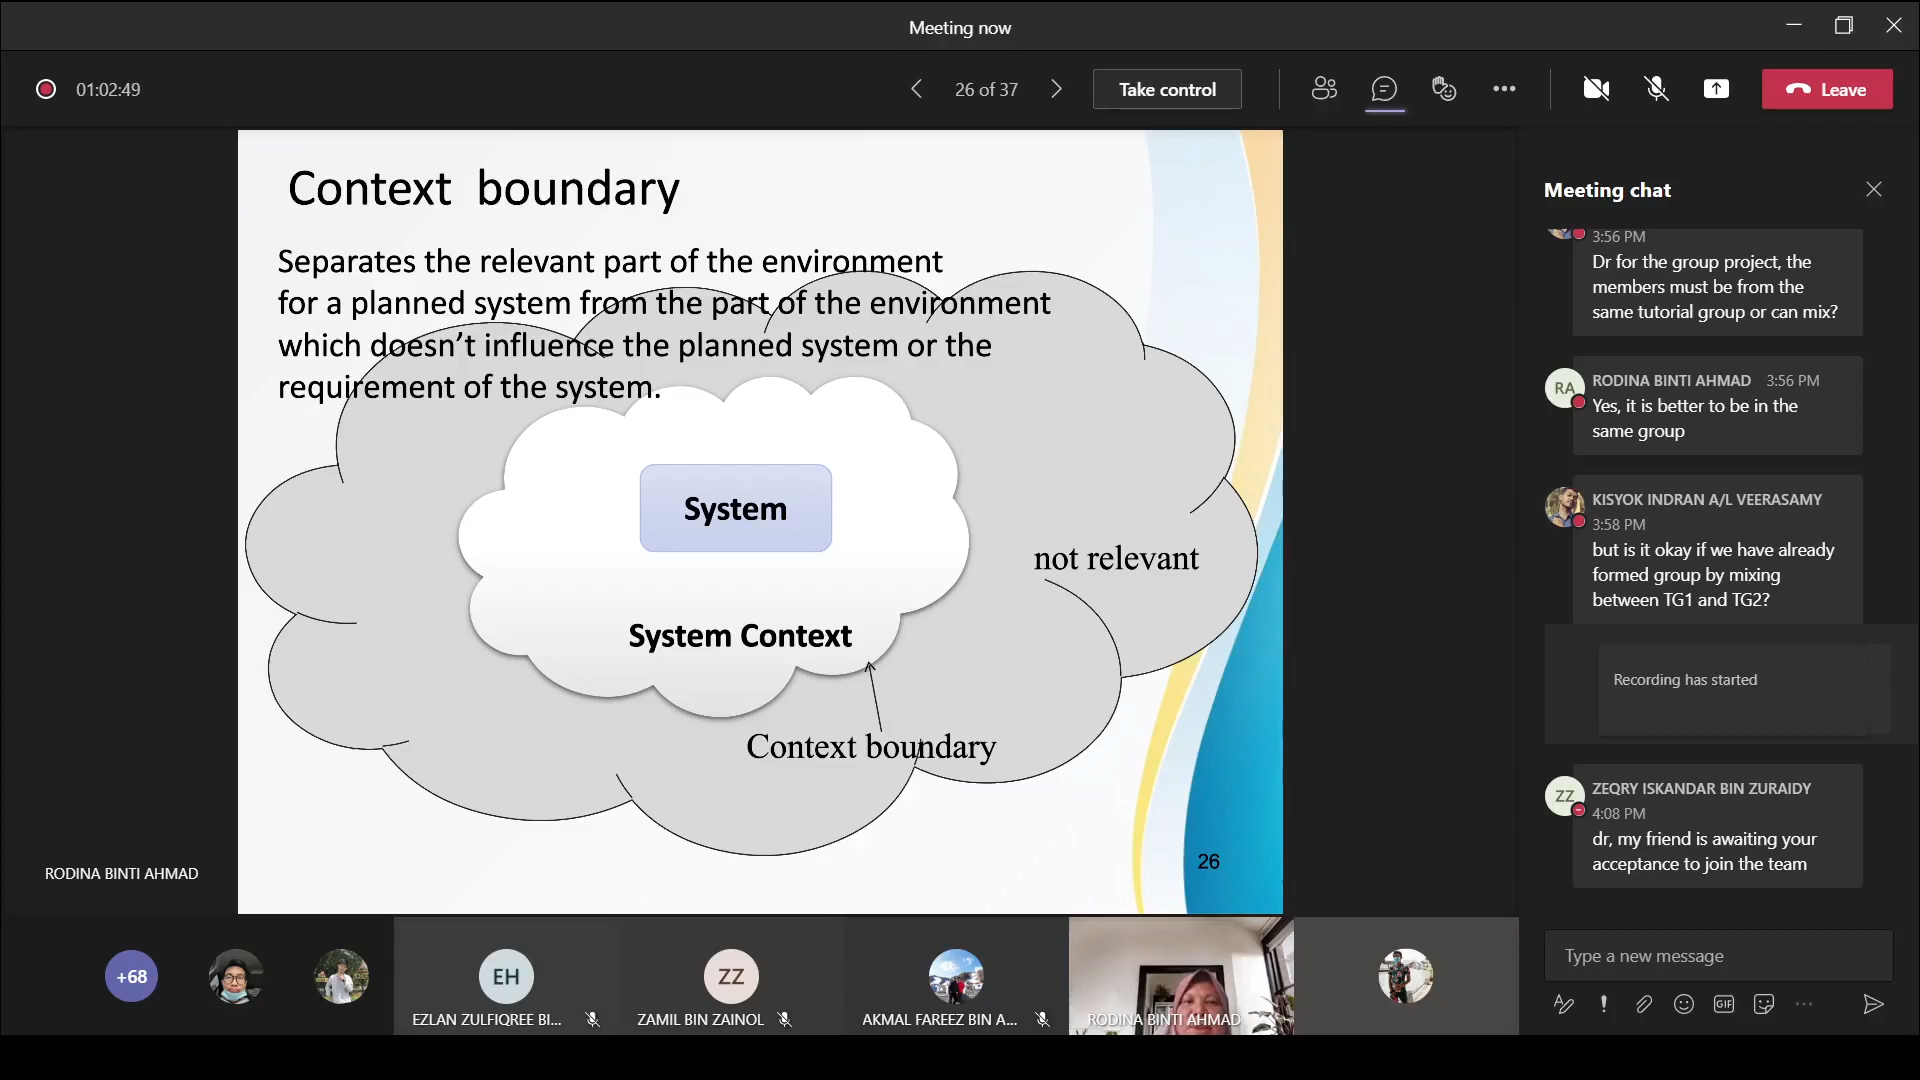 Meeting now
01:02:49
26 of 37
Take control
Leave
Context boundary
Separates the relevant part of the environment
for a planned system from the part of the environment
which doesn't influence the planned system or the
requirement of the system.
System
not relevant
System Context
Context boundary
26
RODINA BINTI AHMAD
Meeting chat
3:56 PM
Dr for the group project, the
members must be from the
same tutorial group or can mix?
RA
RODINA BINTI AHMAD 3:56 PM
Yes, it is better to be in the
same group
KISYOK INDRAN A/L VEERASAMY
3:58 PM
but is it okay if we have already
formed group by mixing
between TG1 and TG2?
Recording has started
ZZ
ZEQRY ISKANDAR BIN ZURAIDY
4:08 PM
dr, my friend is awaiting your
acceptance to join the team
Type a new message
GIF
+68
EH
EZLAN ZULFIQREE BI...
ZZ
ZAMIL BIN ZAINOL
AKMAL FAREEZ BIN A...
RODINA BINTI AHMAD